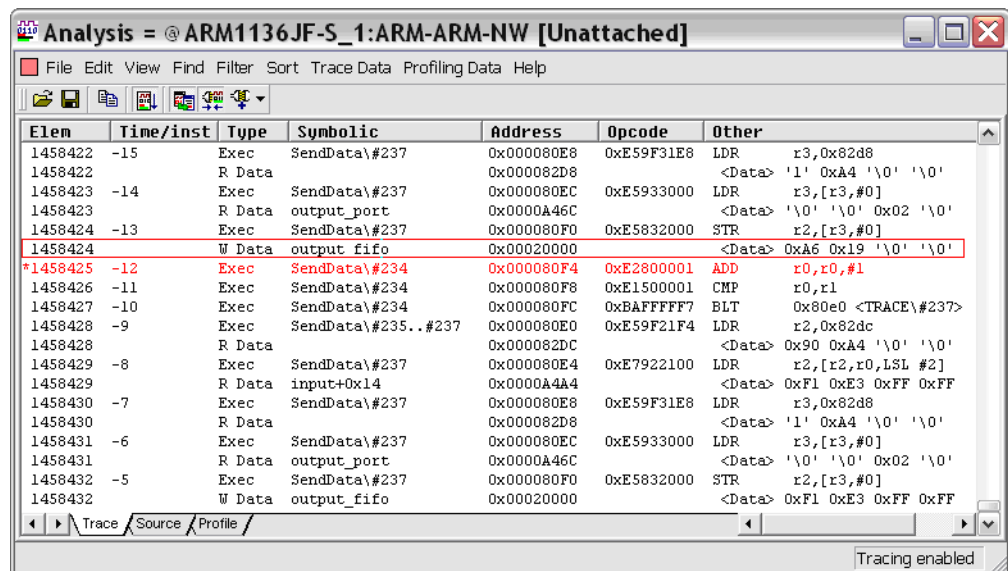 Analysis = @ARM1136JF-S_1:ARM-ARM-NW [Unattached]
File Edit View Find Filter Sort Trace Data Profiling Data Help
Elem Time/inst Type Symbolic Address Opcode Other
1458422 -15 Exec SendData\#237 0x000080E8 0xE59F31E8 LDR r3,0x82d8
1458422 R Data 0x000082D8 <Data> '1' 0xA4 '\0' '\0'
1458423 -14 Exec SendData\#237 0x000080EC 0xE5933000 LDR r3,[r3,#0]
1458423 R Data output_port 0x0000A46C <Data> '\0' '\0' 0x02 '\0'
1458424 -13 Exec SendData\#237 0x000080F0 0xE5832000 STR r2,[r3,#0]
1458424 W Data output_fifo 0x00020000 <Data> 0xA6 0x19 '\0' '\0'
*1458425 -12 Exec SendData\#234 0x000080F4 0xE2800001 ADD r0,r0,#1
1458426 -11 Exec SendData\#234 0x000080F8 0xE1500001 CMP r0,r1
1458427 -10 Exec SendData\#234 0x000080FC 0xBAFFFFF7 BLT 0x80e0 <TRACE\#237>
1458428 -9 Exec SendData\#235..#237 0x000080E0 0xE59F21F4 LDR r2,0x82dc
1458428 R Data 0x000082DC <Data> 0x90 0xA4 '\0' '\0'
1458429 -8 Exec SendData\#237 0x000080E4 0xE7922100 LDR r2,[r2,r0,LSL #2]
1458429 R Data input+0x14 0x0000A4A4 <Data> 0xF1 0xE3 0xFF 0xFF
1458430 -7 Exec SendData\#237 0x000080E8 0xE59F31E8 LDR r3,0x82d8
1458430 R Data 0x000082D8 <Data> '1' 0xA4 '\0' '\0'
1458431 -6 Exec SendData\#237 0x000080EC 0xE5933000 LDR r3,[r3,#0]
1458431 R Data output_port 0x0000A46C <Data> '\0' '\0' 0x02 '\0'
1458432 -5 Exec SendData\#237 0x000080F0 0xE5832000 STR r2,[r3,#0]
1458432 W Data output_fifo 0x00020000 <Data> 0xF1 0xE3 0xFF 0xFF
Trace Source Profile
Tracing enabled